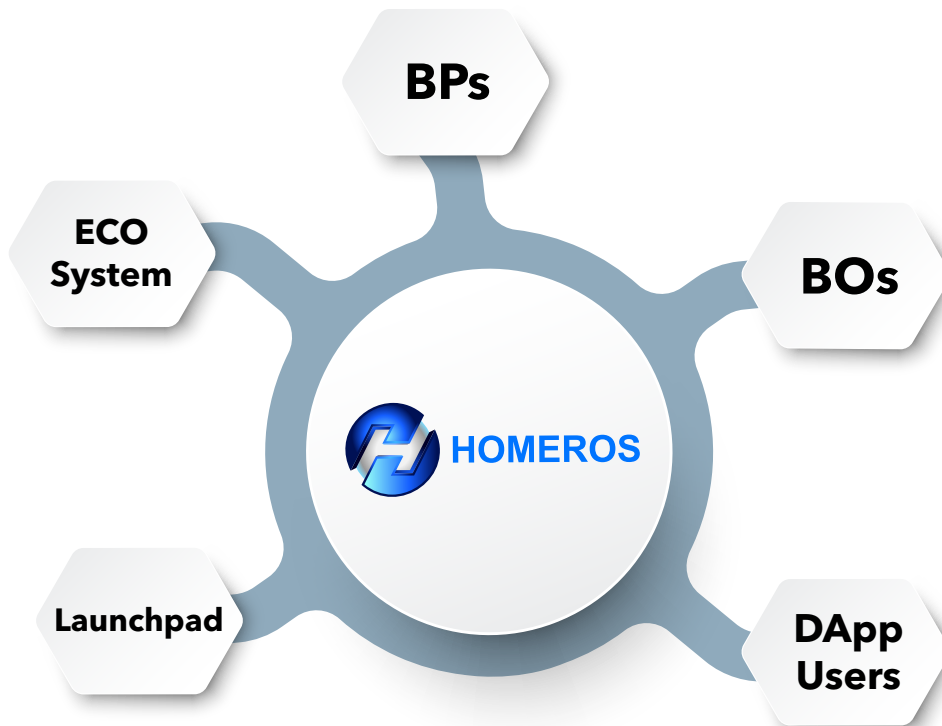 BPs
ECO
System
BOs
HOMEROS
Launchpad
DApp
Users